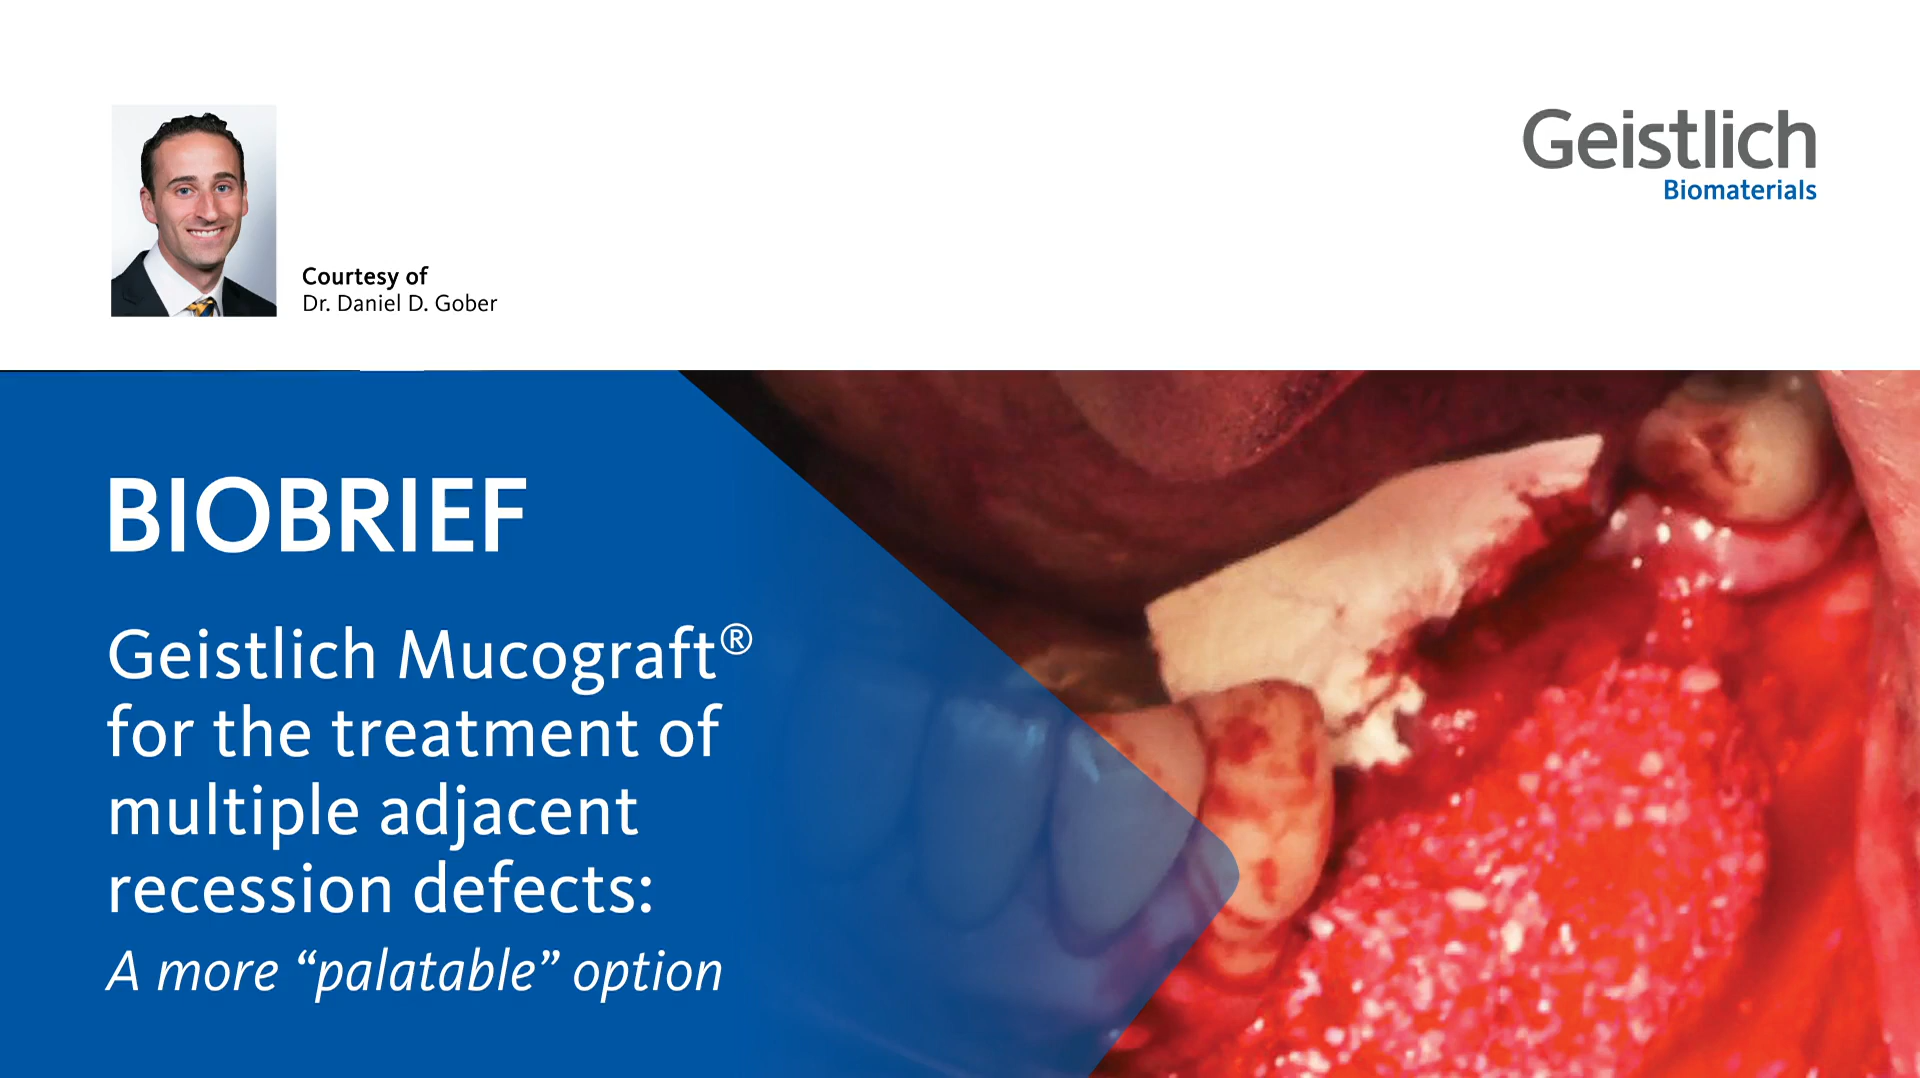 Geistlich
Biomaterials
Courtesy of
Dr. Daniel D. Gober
BIOBRIEF
Geistlich Mucograft®
for the treatment of
multiple adjacent
recession defects:
A more “palatable” option